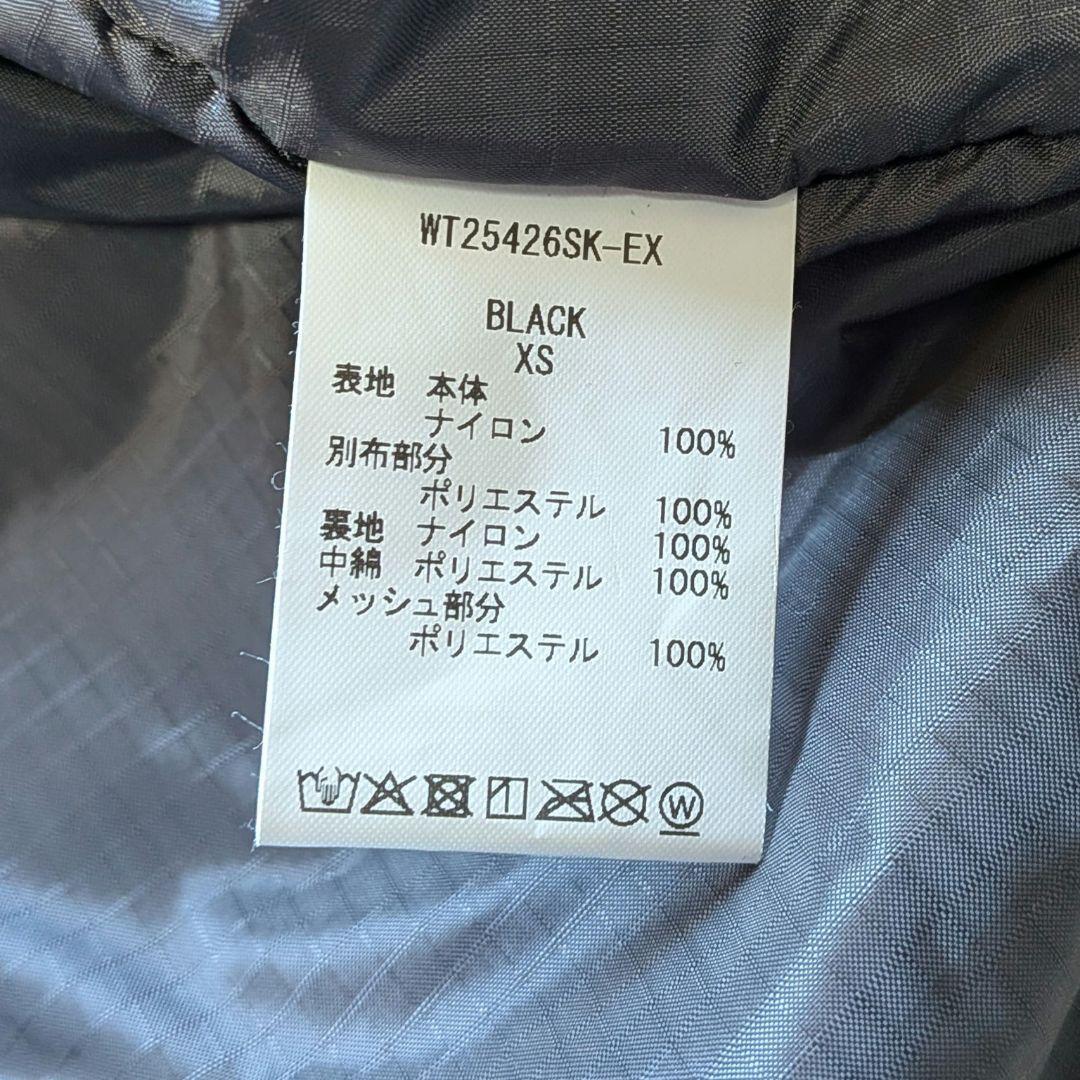 WT25426SK-EX
BLACK
XS
表地 本体
ナイロン 100%
別布部分
ポリエステル 100%
裏地 ナイロン 100%
中綿 ポリエステル 100%
メッシュ部分
ポリエステル 100%
W